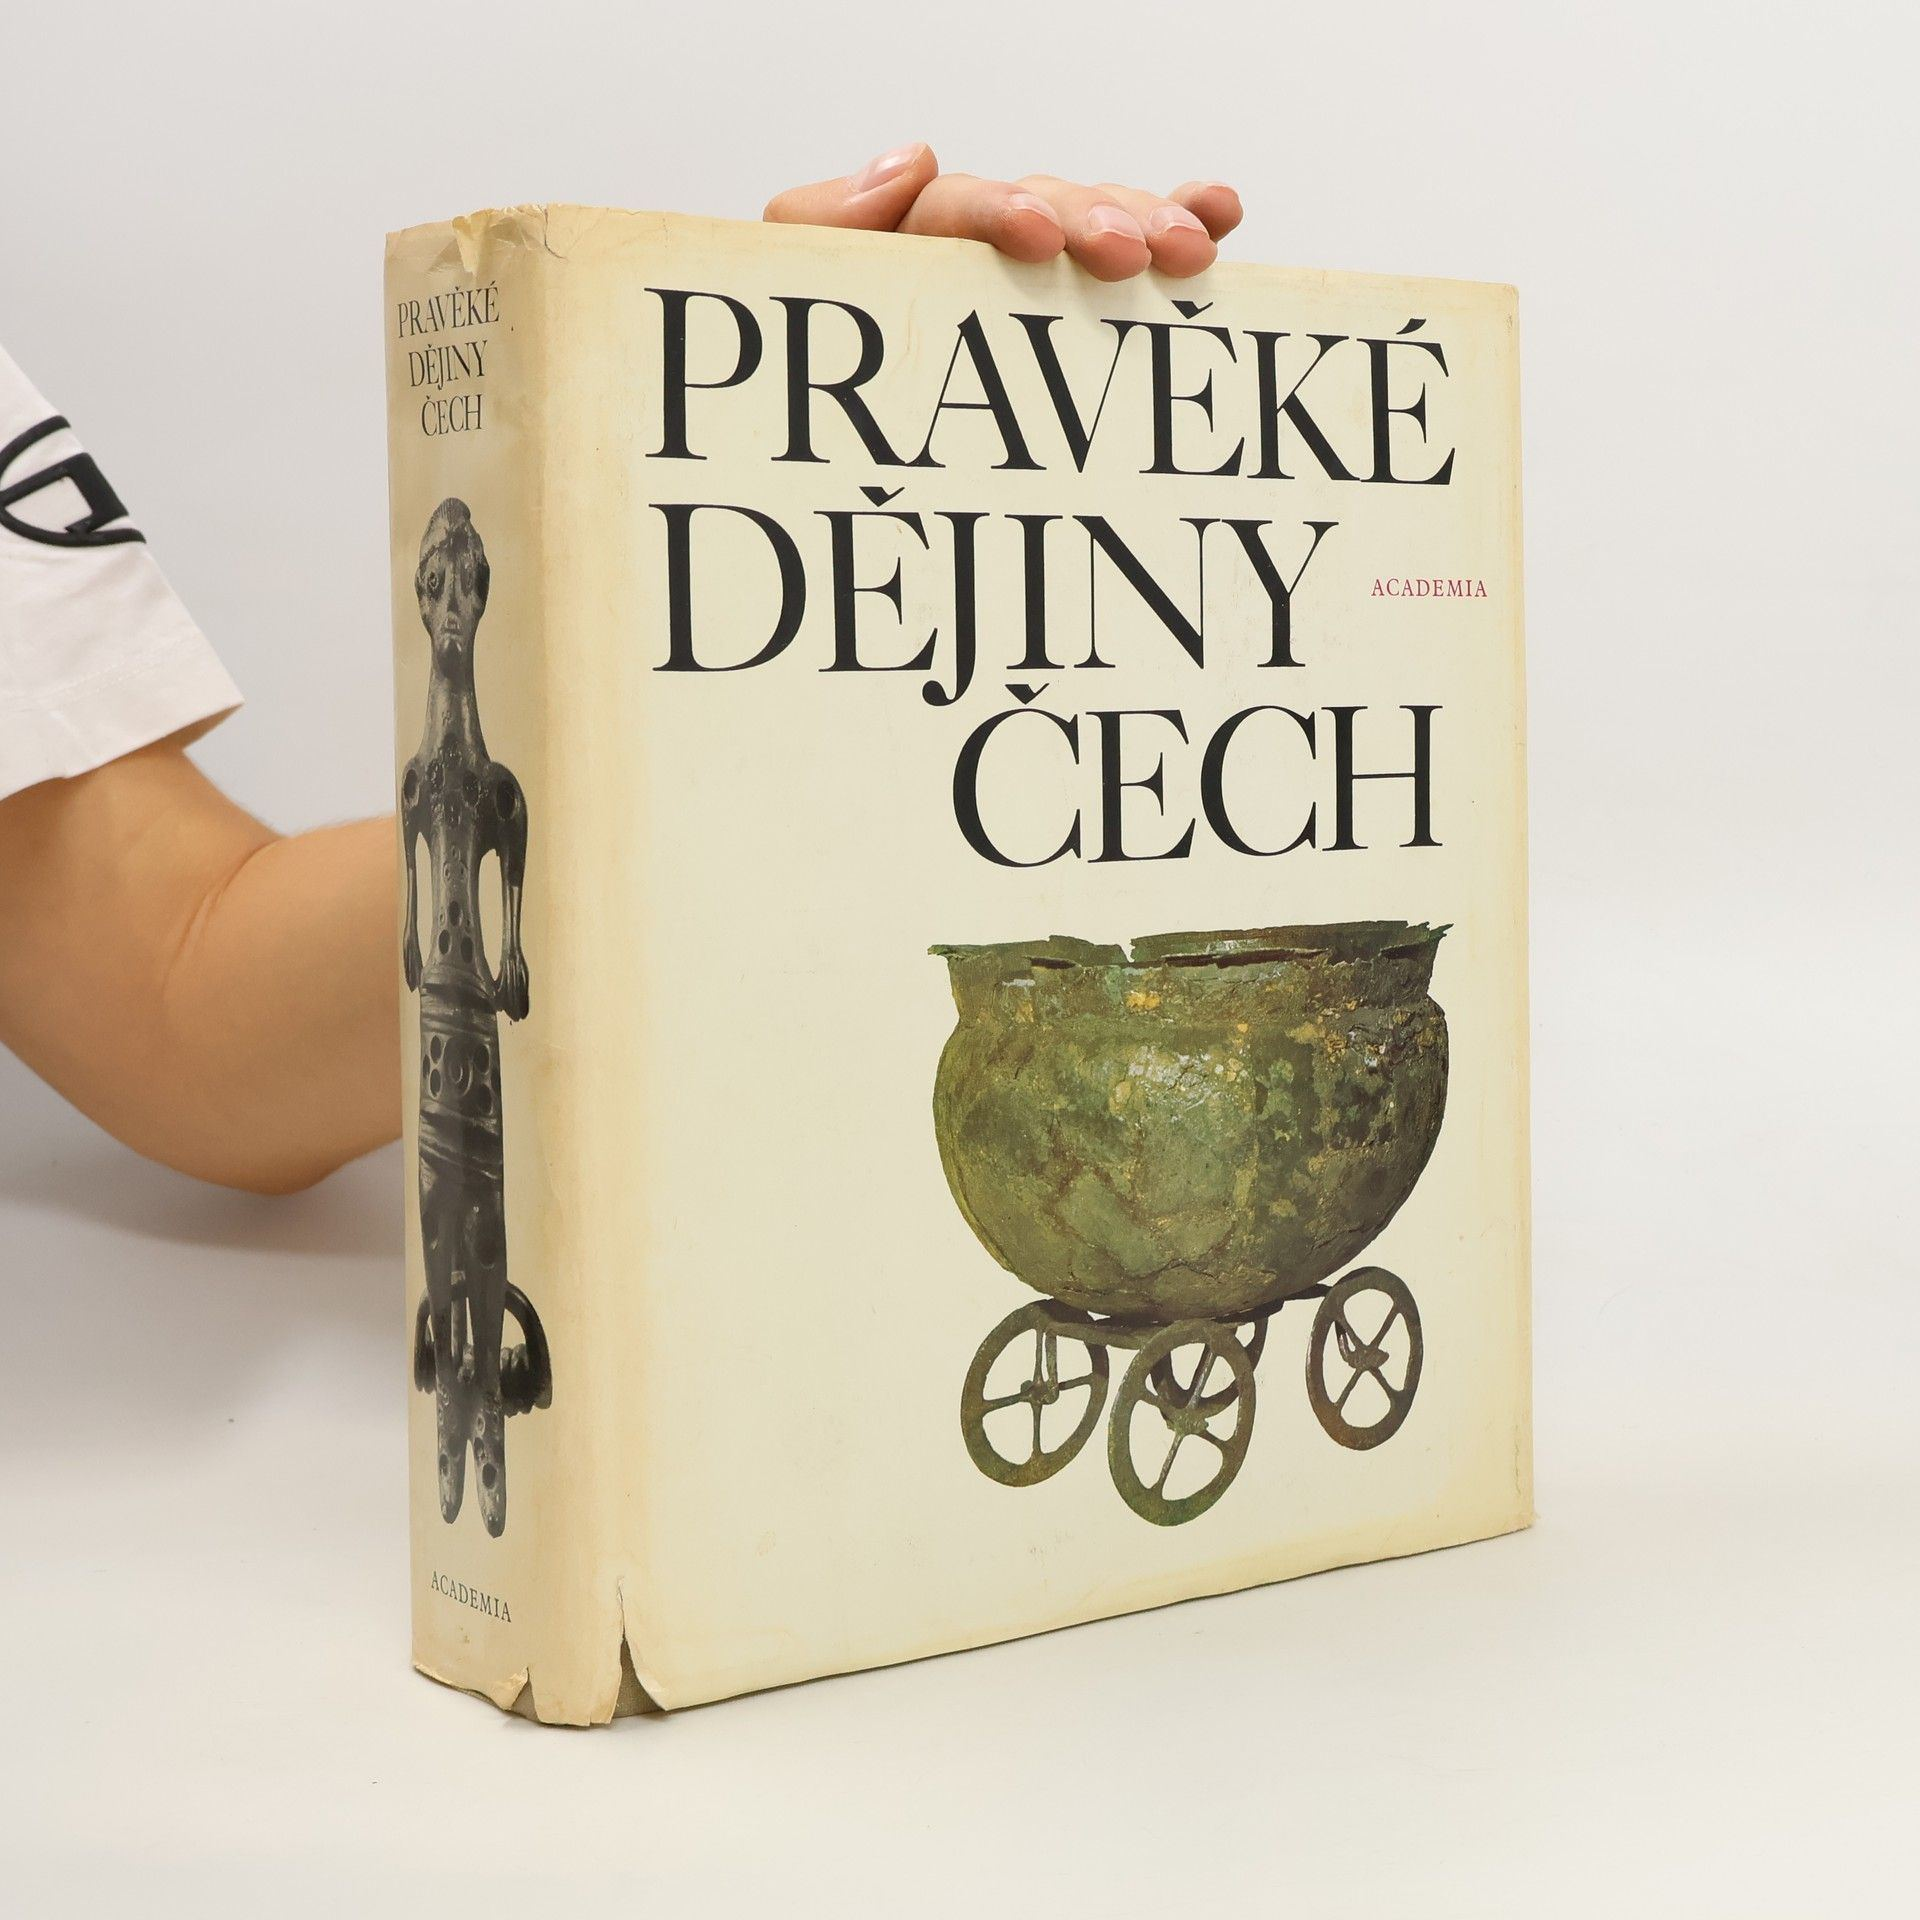 PRAVĚKÉ
DĚJINY
ČECH
ACADEMIA
PRAVĚKÉ
DĚJINY
ACADEMIA
ČECH